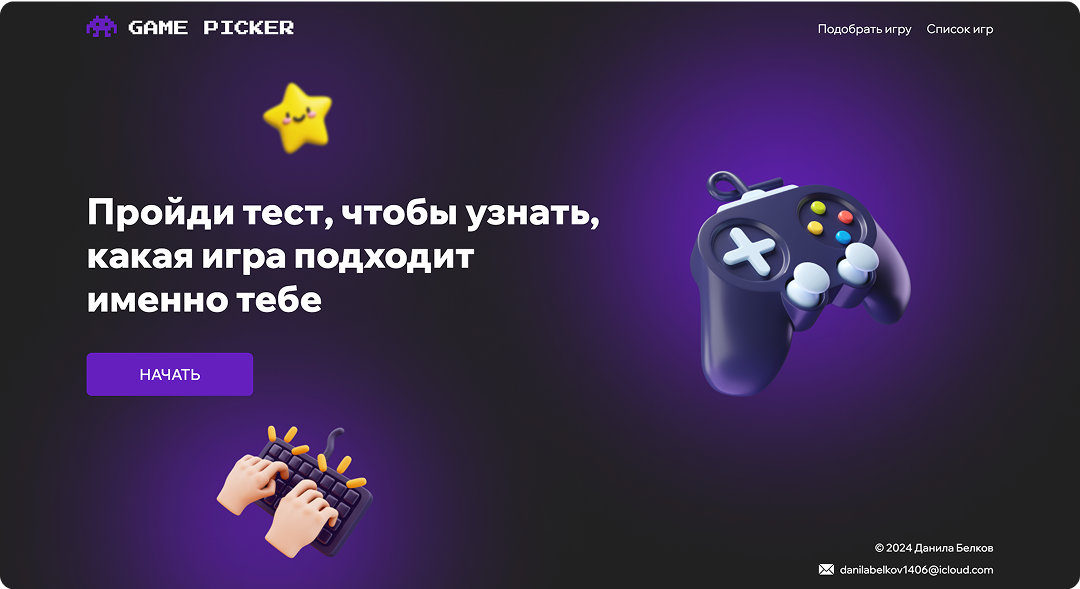 GAME PICKER
Подобрать игру Список игр
Пройди тест, чтобы узнать,
какая игра подходит
именно тебе
НАЧАТЬ
© 2024 Данила Белков
danilabelkov1406@icloud.com